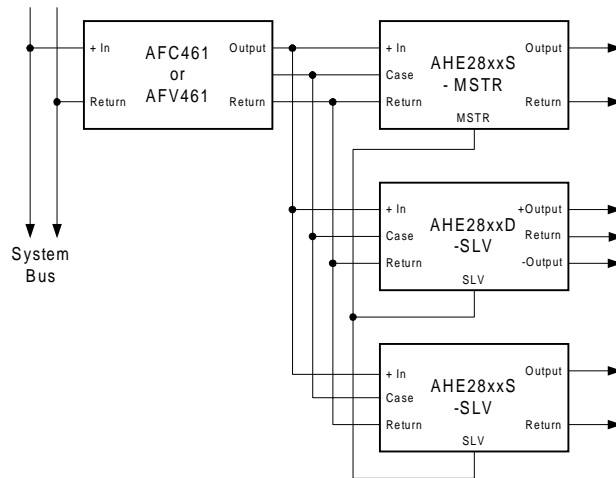 + In
Return
AFC461
or
AFV461
Output
Return
System
Bus
+ In
Case
Return
AHE28xxS
- MSTR
MSTR
Output
Return
+ In
Case
Return
AHE28xxD
-SLV
SLV
+Output
Return
-Output
+ In
Case
Return
AHE28xxS
-SLV
SLV
Output
Return